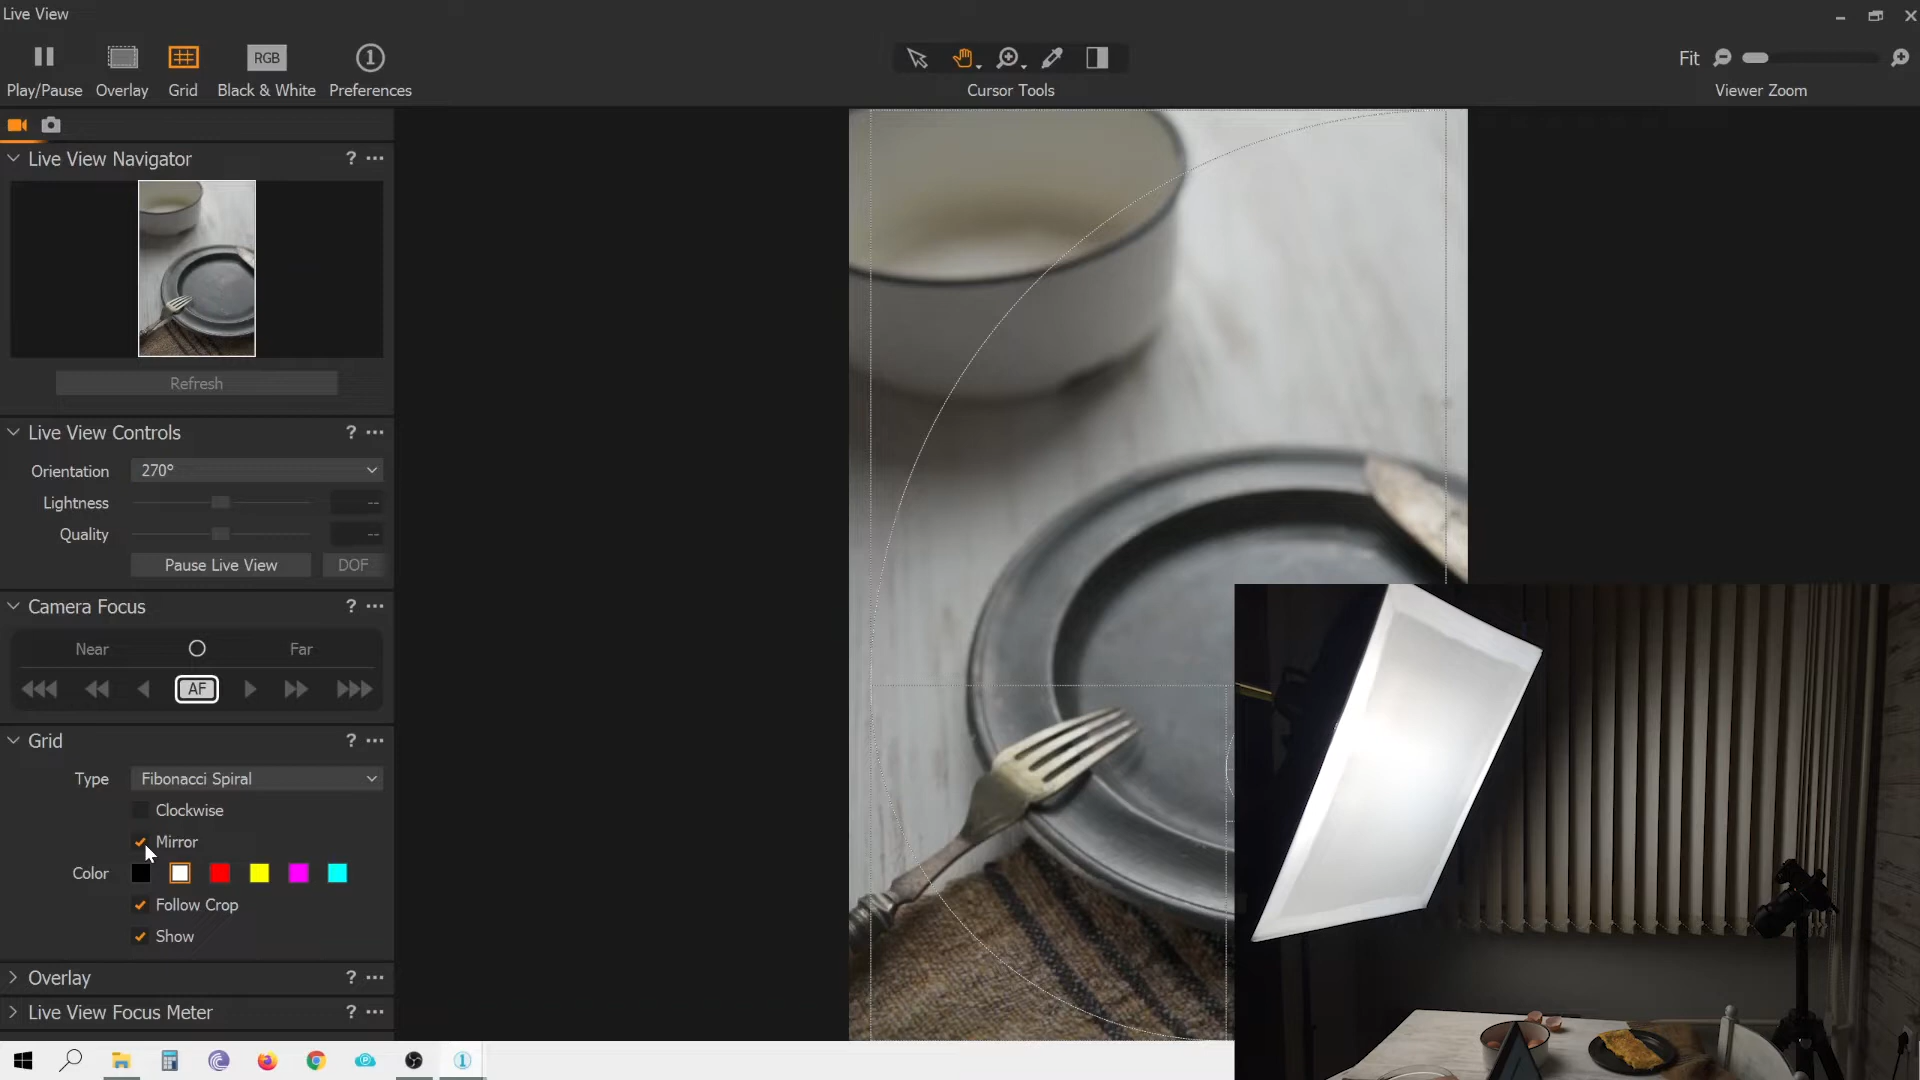 Live View
Play/Pause Overlay Grid RGB Black & White Preferences
Cursor Tools
Fit
Viewer Zoom
Live View Navigator ? ...
Refresh
Live View Controls ? ...
Orientation 270°
Lightness --
Quality --
Pause Live View DOF
Camera Focus ? ...
Near Far
AF
Grid ? ...
Type Fibonacci Spiral
Clockwise
Mirror
Color
Follow Crop
Show
Overlay ? ...
Live View Focus Meter ? ...